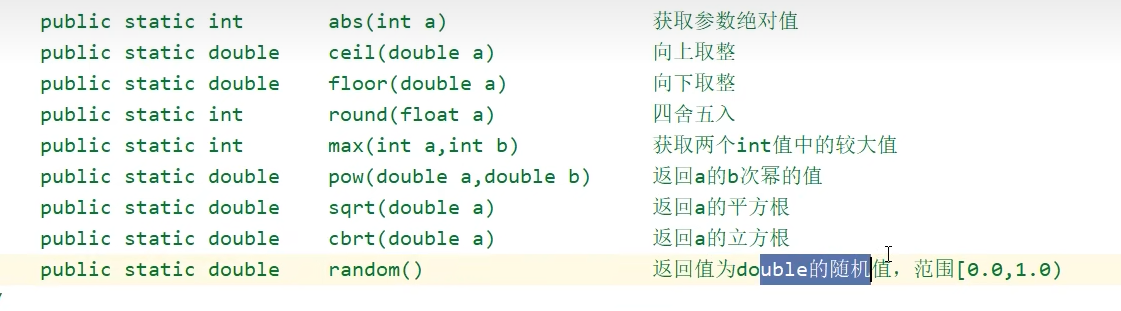 public static int abs(int a) 获取参数绝对值
public static double ceil(double a) 向上取整
public static double floor(double a) 向下取整
public static int round(float a) 四舍五入
public static int max(int a,int b) 获取两个int值中的较大值
public static double pow(double a,double b) 返回a的b次幂的值
public static double sqrt(double a) 返回a的平方根
public static double cbrt(double a) 返回a的立方根
public static double random() 返回值为double的随机值，范围[0.0,1.0)